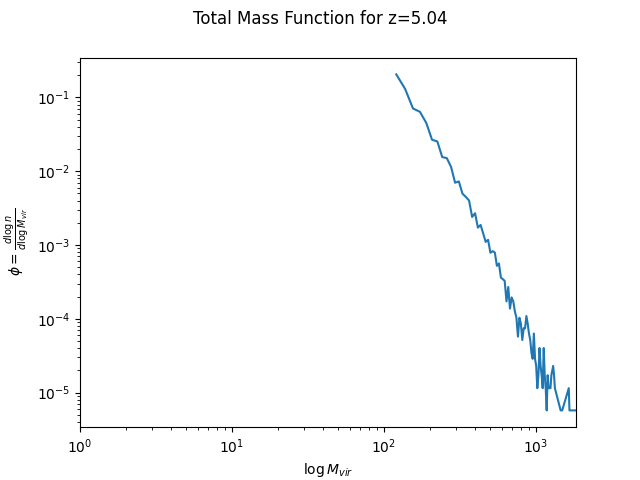 Total Mass Function for z=5.04
ϕ = d log n / d log M_vir
10^-1
10^-2
10^-3
10^-4
10^-5
10^0 10^1 10^2 10^3
log M_vir